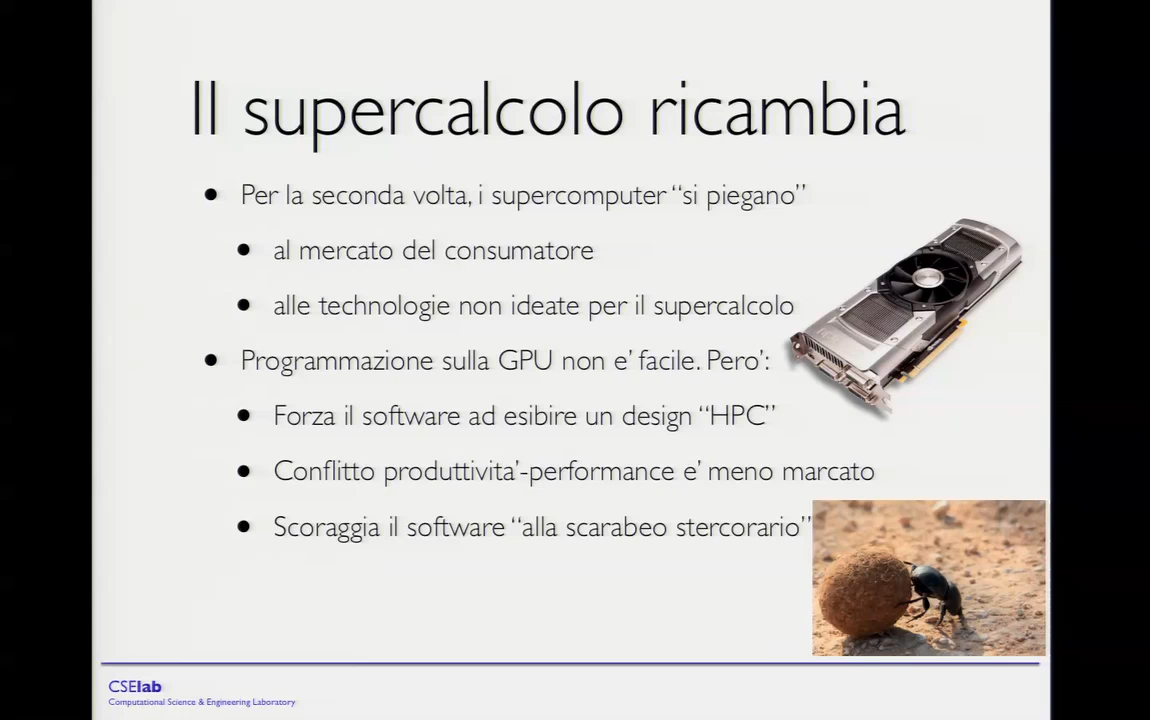 Il supercalcolo ricambia
• Per la seconda volta, i supercomputer “si piegano”
• al mercato del consumatore
• alle technologie non ideate per il supercalcolo
• Programmazione sulla GPU non e’ facile. Pero’:
• Forza il software ad esibire un design “HPC”
• Conflitto produttivita’-performance e’ meno marcato
• Scoraggia il software “alla scarabeo stercorario”
CSElab
Computational Science & Engineering Laboratory